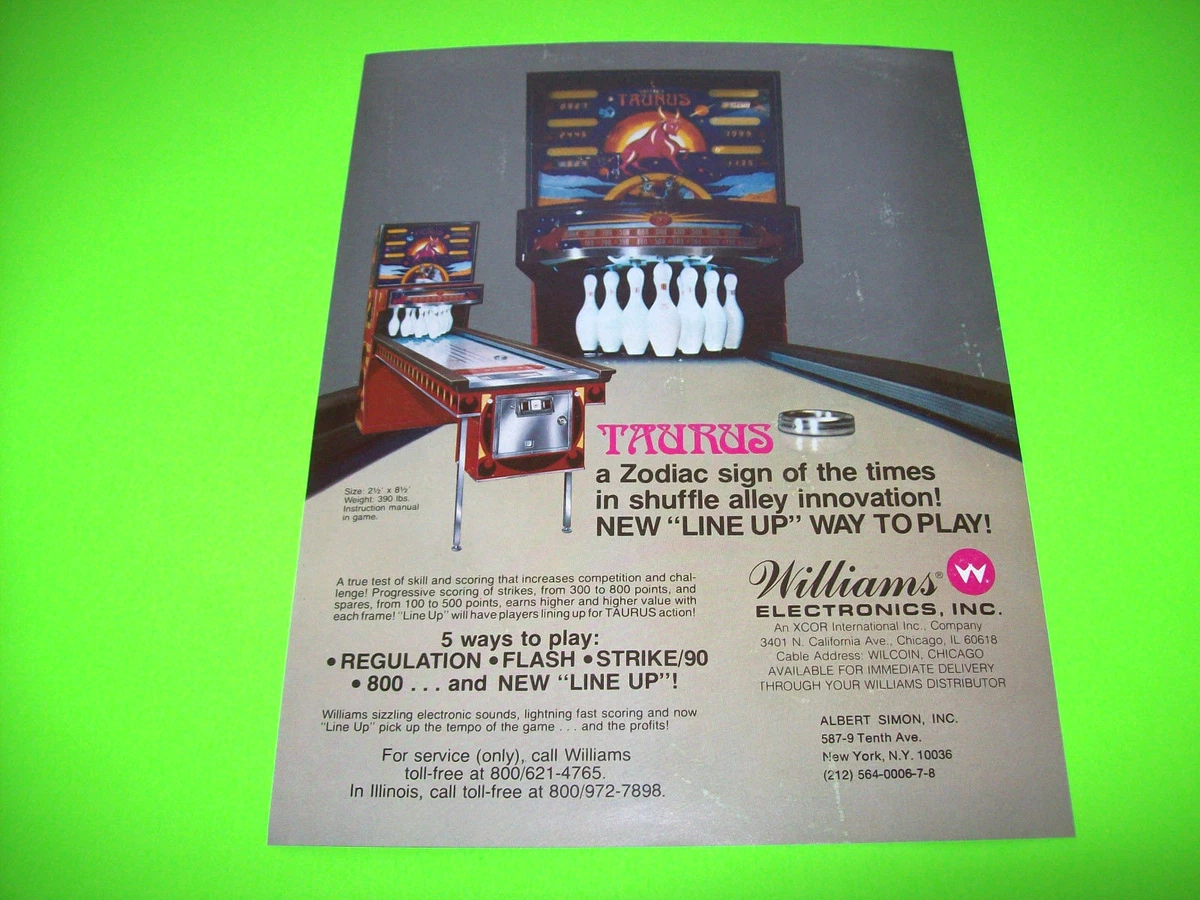 TAURUS
TAURUS
a Zodiac sign of the times
in shuffle alley innovation!
NEW “LINE UP” WAY TO PLAY!
Size: 2½' x 8½'
Weight: 390 lbs.
Instruction manual
in game.
A true test of skill and scoring that increases competition and chal-
lenge! Progressive scoring of strikes, from 300 to 800 points, and
spares, from 100 to 500 points, earns higher and higher value with
each frame! “Line Up” will have players lining up for TAURUS action!
5 ways to play:
• REGULATION • FLASH • STRIKE/90
• 800 . . . and NEW “LINE UP”!
Williams sizzling electronic sounds, lightning fast scoring and now
“Line Up” pick up the tempo of the game . . . and the profits!
For service (only), call Williams
toll-free at 800/621-4765.
In Illinois, call toll-free at 800/972-7898.
Williams®
ELECTRONICS, INC.
An XCOR International Inc., Company
3401 N. California Ave., Chicago, IL 60618
Cable Address: WILCOIN, CHICAGO
AVAILABLE FOR IMMEDIATE DELIVERY
THROUGH YOUR WILLIAMS DISTRIBUTOR
ALBERT SIMON, INC.
587-9 Tenth Ave.
New York, N.Y. 10036
(212) 564-0006-7-8